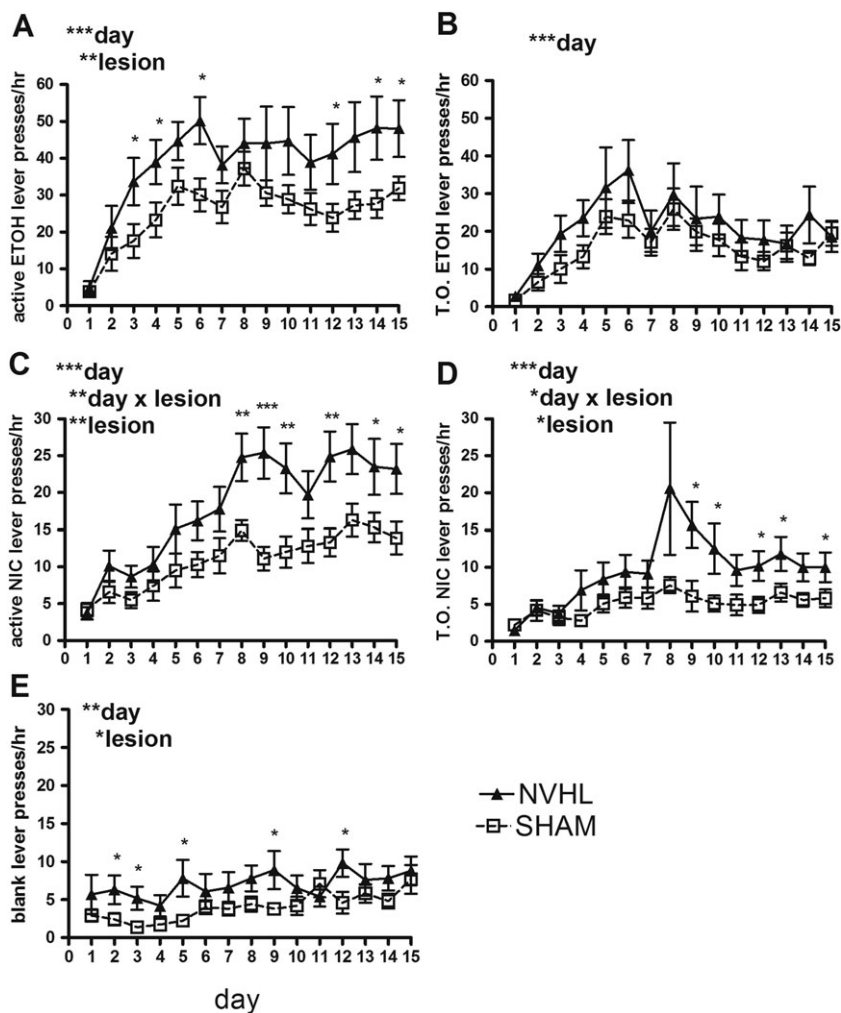 A
***day
**lesion
active ETOH lever presses/hr
60
50
40
30
20
10
0
* * * * * *
0 1 2 3 4 5 6 7 8 9 10 11 12 13 14 15
B
***day
T.O. ETOH lever presses/hr
60
50
40
30
20
10
0
0 1 2 3 4 5 6 7 8 9 10 11 12 13 14 15
C
***day
**day x lesion
**lesion
active NIC lever presses/hr
30
25
20
15
10
5
0
** *** ** ** * *
0 1 2 3 4 5 6 7 8 9 10 11 12 13 14 15
D
***day
*day x lesion
*lesion
T.O. NIC lever presses/hr
30
25
20
15
10
5
0
* * * * *
0 1 2 3 4 5 6 7 8 9 10 11 12 13 14 15
E
**day
*lesion
blank lever presses/hr
30
25
20
15
10
5
0
* * * * *
0 1 2 3 4 5 6 7 8 9 10 11 12 13 14 15
day
NVHL
SHAM